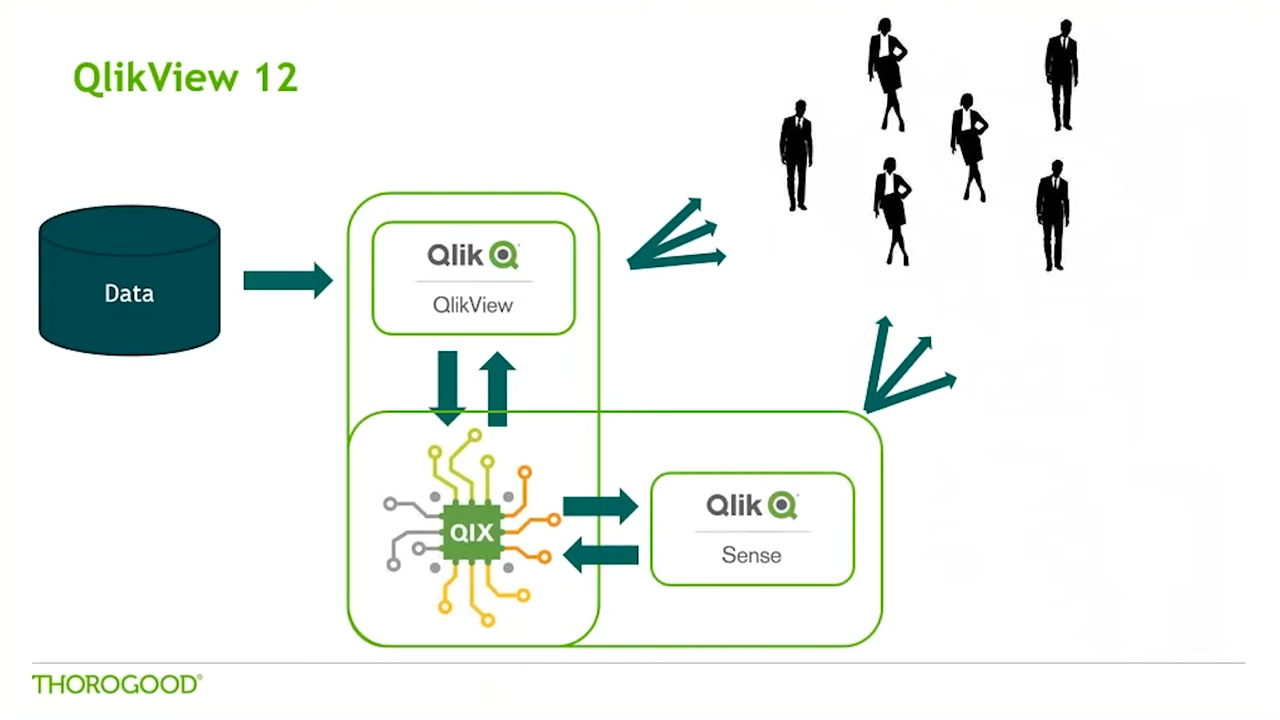 QlikView 12
Data
Qlik
QlikView
QIX
Qlik
Sense
THOROGOOD®